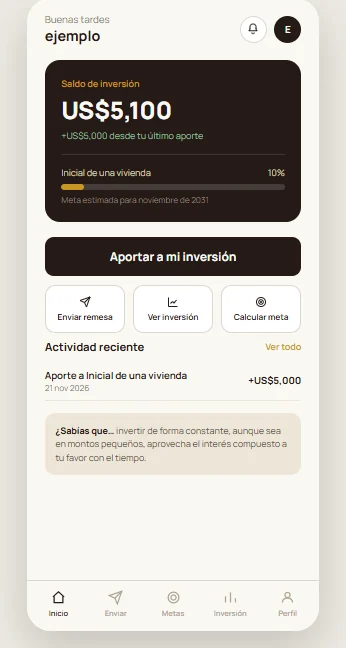 Buenas tardes
ejemplo
E
Saldo de inversión
US$5,100
+US$5,000 desde tu último aporte
Inicial de una vivienda 10%
Meta estimada para noviembre de 2031
Aportar a mi inversión
Enviar remesa Ver inversión Calcular meta
Actividad reciente Ver todo
Aporte a Inicial de una vivienda +US$5,000
21 nov 2026
¿Sabías que... invertir de forma constante, aunque sea
en montos pequeños, aprovecha el interés compuesto a
tu favor con el tiempo.
Inicio Enviar Metas Inversión Perfil